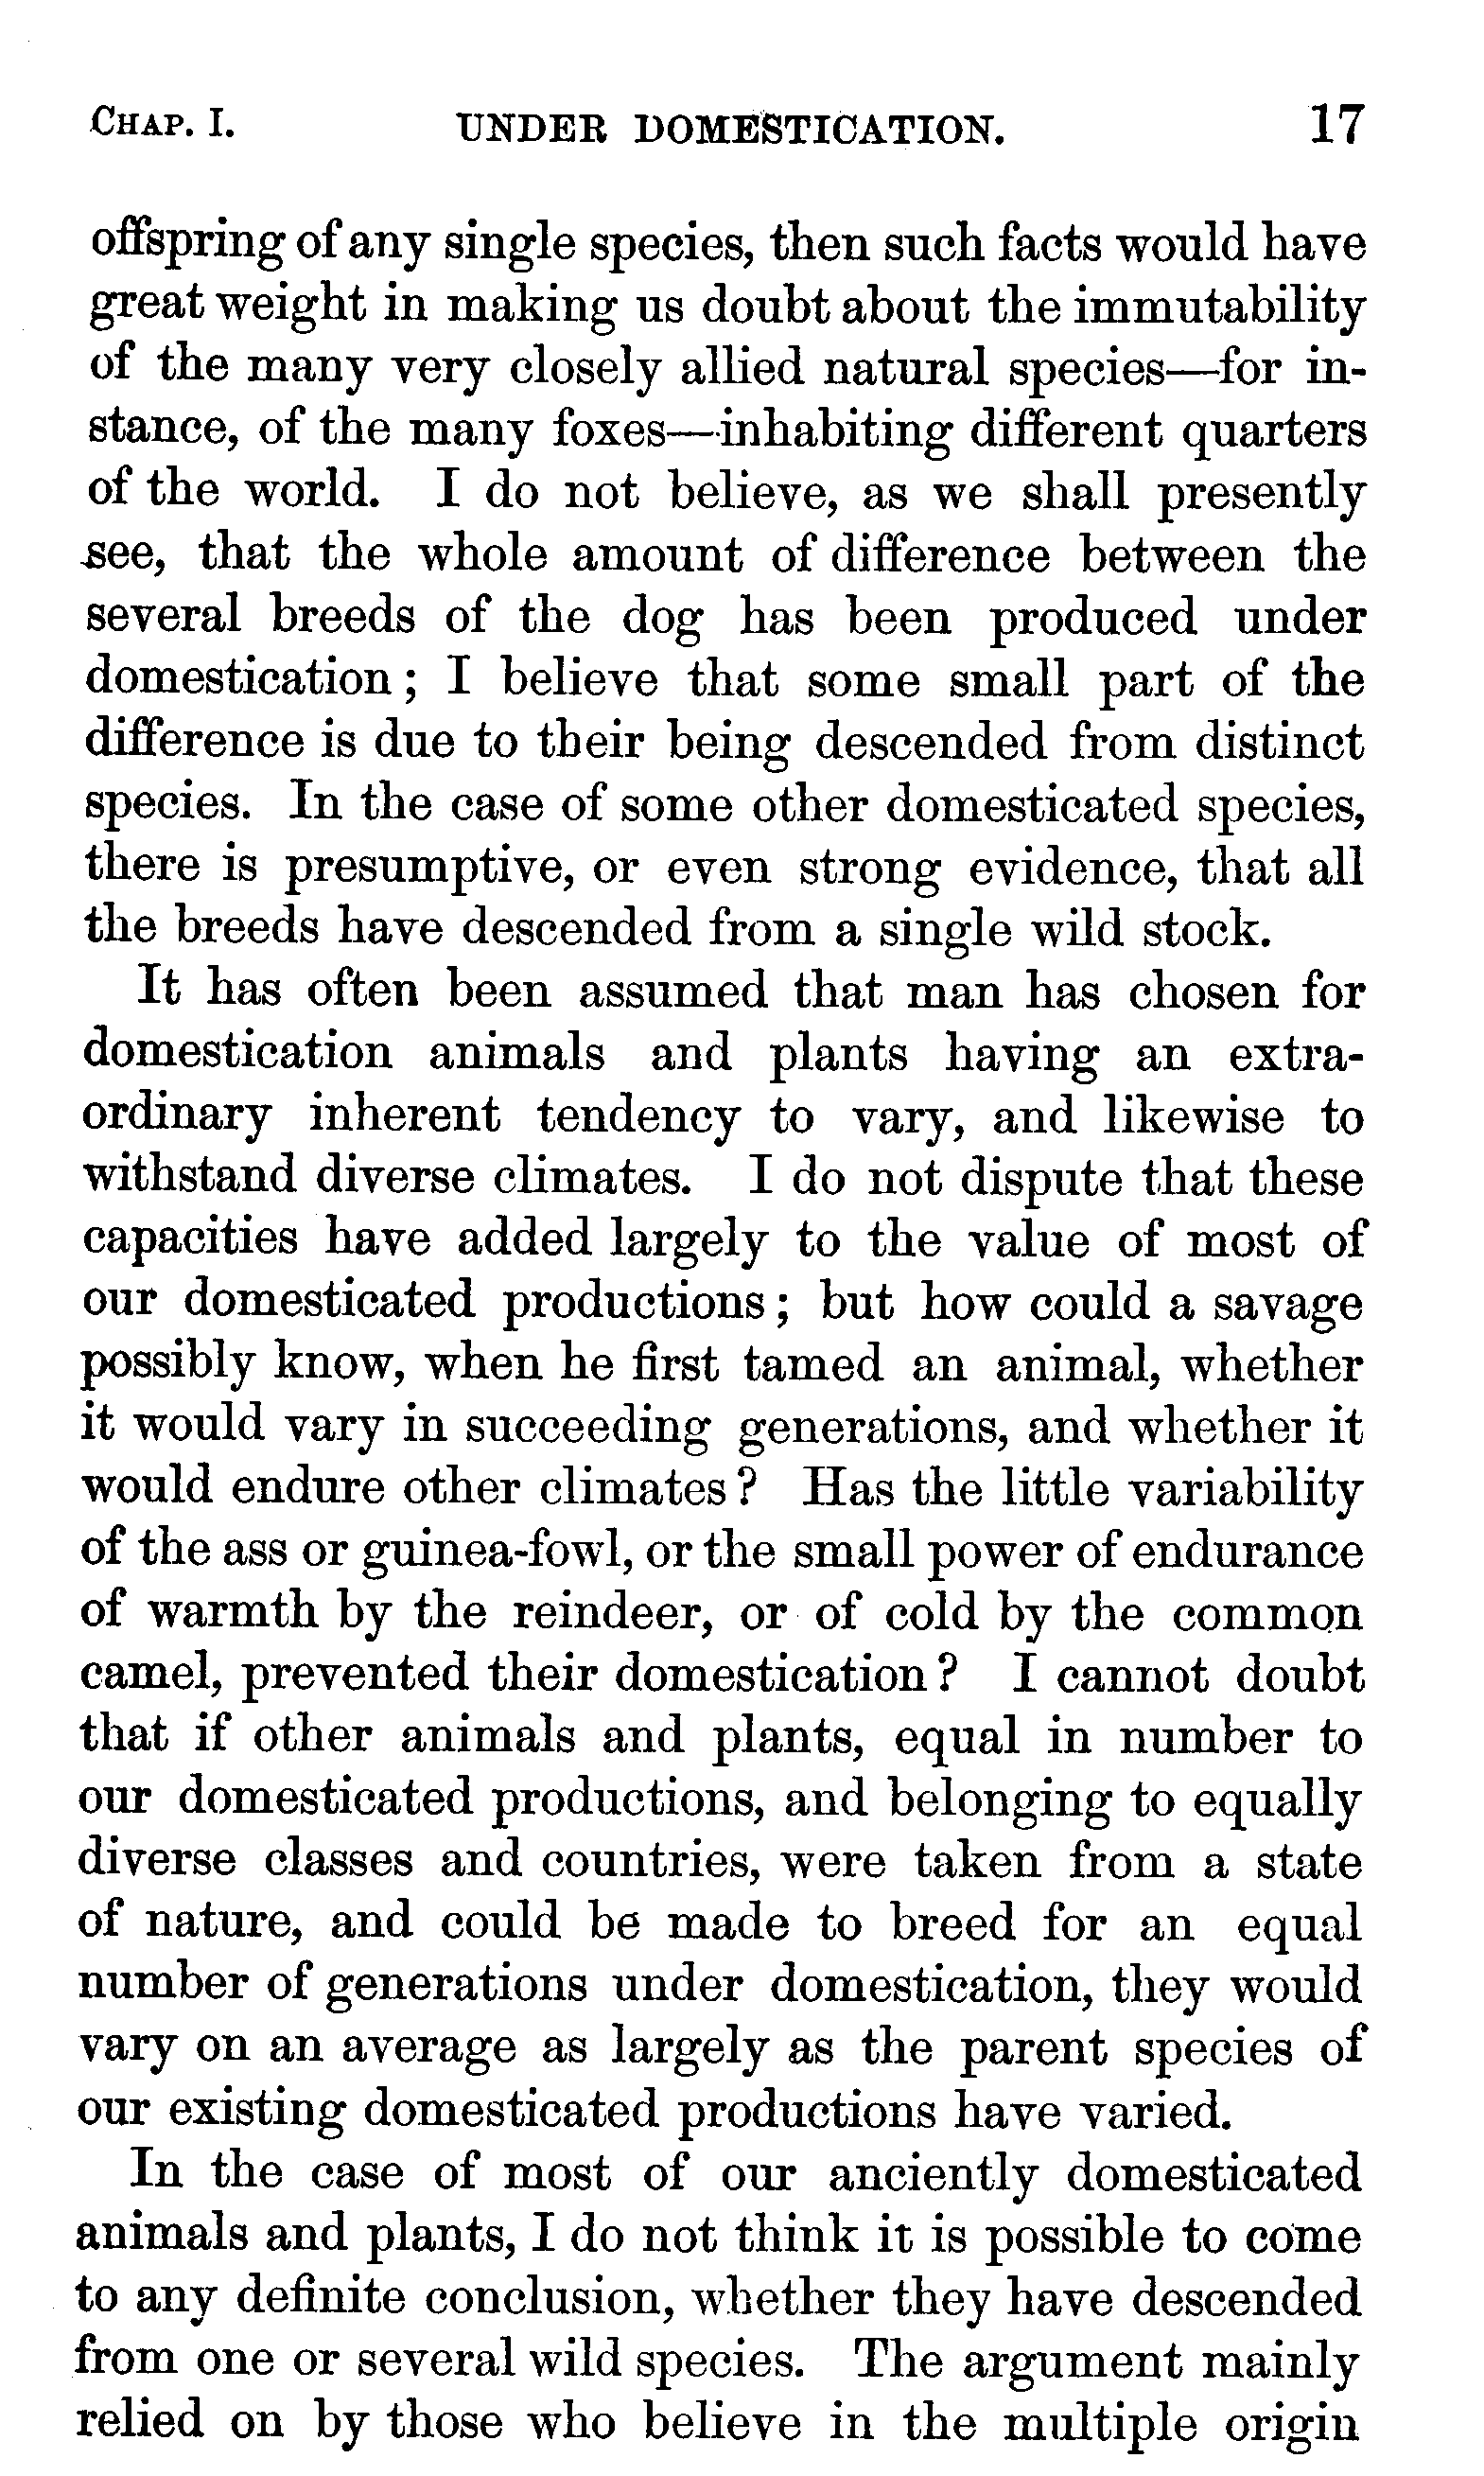 CHAP. I. UNDER DOMESTICATION. 17
offspring of any single species, then such facts would have
great weight in making us doubt about the immutability
of the many very closely allied natural species—for in-
stance, of the many foxes—inhabiting different quarters
of the world. I do not believe, as we shall presently
see, that the whole amount of difference between the
several breeds of the dog has been produced under
domestication; I believe that some small part of the
difference is due to their being descended from distinct
species. In the case of some other domesticated species,
there is presumptive, or even strong evidence, that all
the breeds have descended from a single wild stock.
It has often been assumed that man has chosen for
domestication animals and plants having an extra-
ordinary inherent tendency to vary, and likewise to
withstand diverse climates. I do not dispute that these
capacities have added largely to the value of most of
our domesticated productions; but how could a savage
possibly know, when he first tamed an animal, whether
it would vary in succeeding generations, and whether it
would endure other climates? Has the little variability
of the ass or guinea-fowl, or the small power of endurance
of warmth by the reindeer, or of cold by the common
camel, prevented their domestication? I cannot doubt
that if other animals and plants, equal in number to
our domesticated productions, and belonging to equally
diverse classes and countries, were taken from a state
of nature, and could be made to breed for an equal
number of generations under domestication, they would
vary on an average as largely as the parent species of
our existing domesticated productions have varied.
In the case of most of our anciently domesticated
animals and plants, I do not think it is possible to come
to any definite conclusion, whether they have descended
from one or several wild species. The argument mainly
relied on by those who believe in the multiple origin